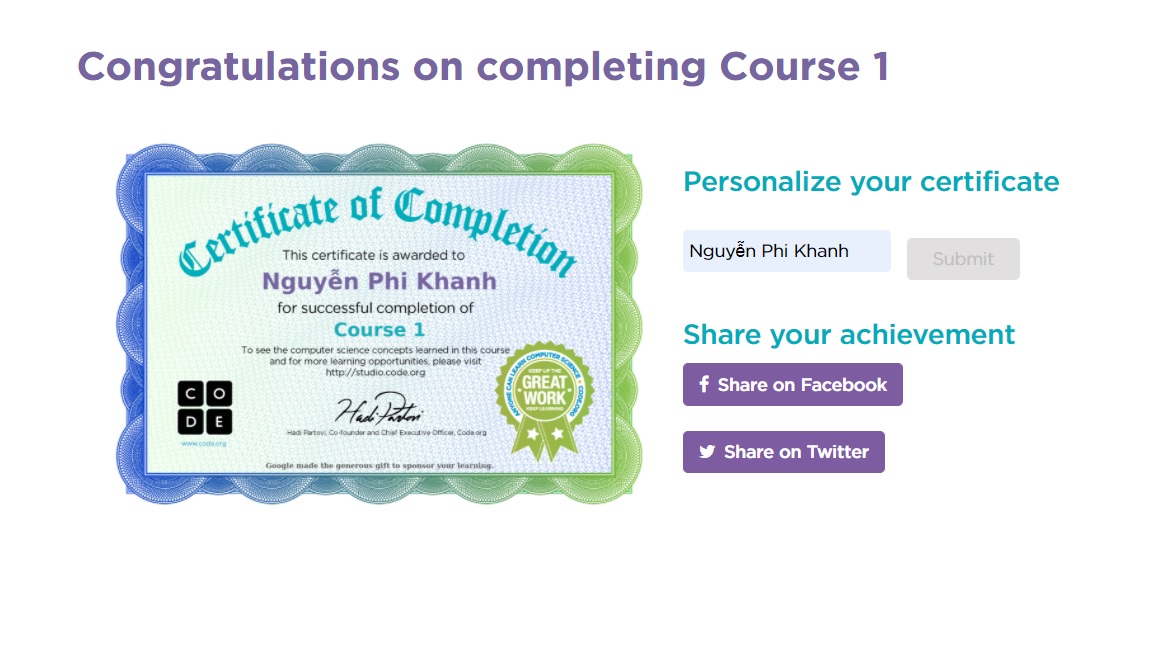 Congratulations on completing Course 1
Certificate of Completion
This certificate is awarded to
Nguyễn Phi Khanh
for successful completion of
Course 1
To see the computer science concepts learned in this course
and for more learning opportunities, please visit
http://studio.code.org
C O
D E
www.code.org
Hadi Partovi
Hadi Partovi, Co-founder and Chief Executive Officer, Code.org
ANYONE CAN LEARN COMPUTER SCIENCE • CODE.ORG
KEEP UP THE
GREAT
WORK
KEEP LEARNING
Google made the generous gift to sponsor your learning.
Personalize your certificate
Nguyễn Phi Khanh
Submit
Share your achievement
Share on Facebook
Share on Twitter